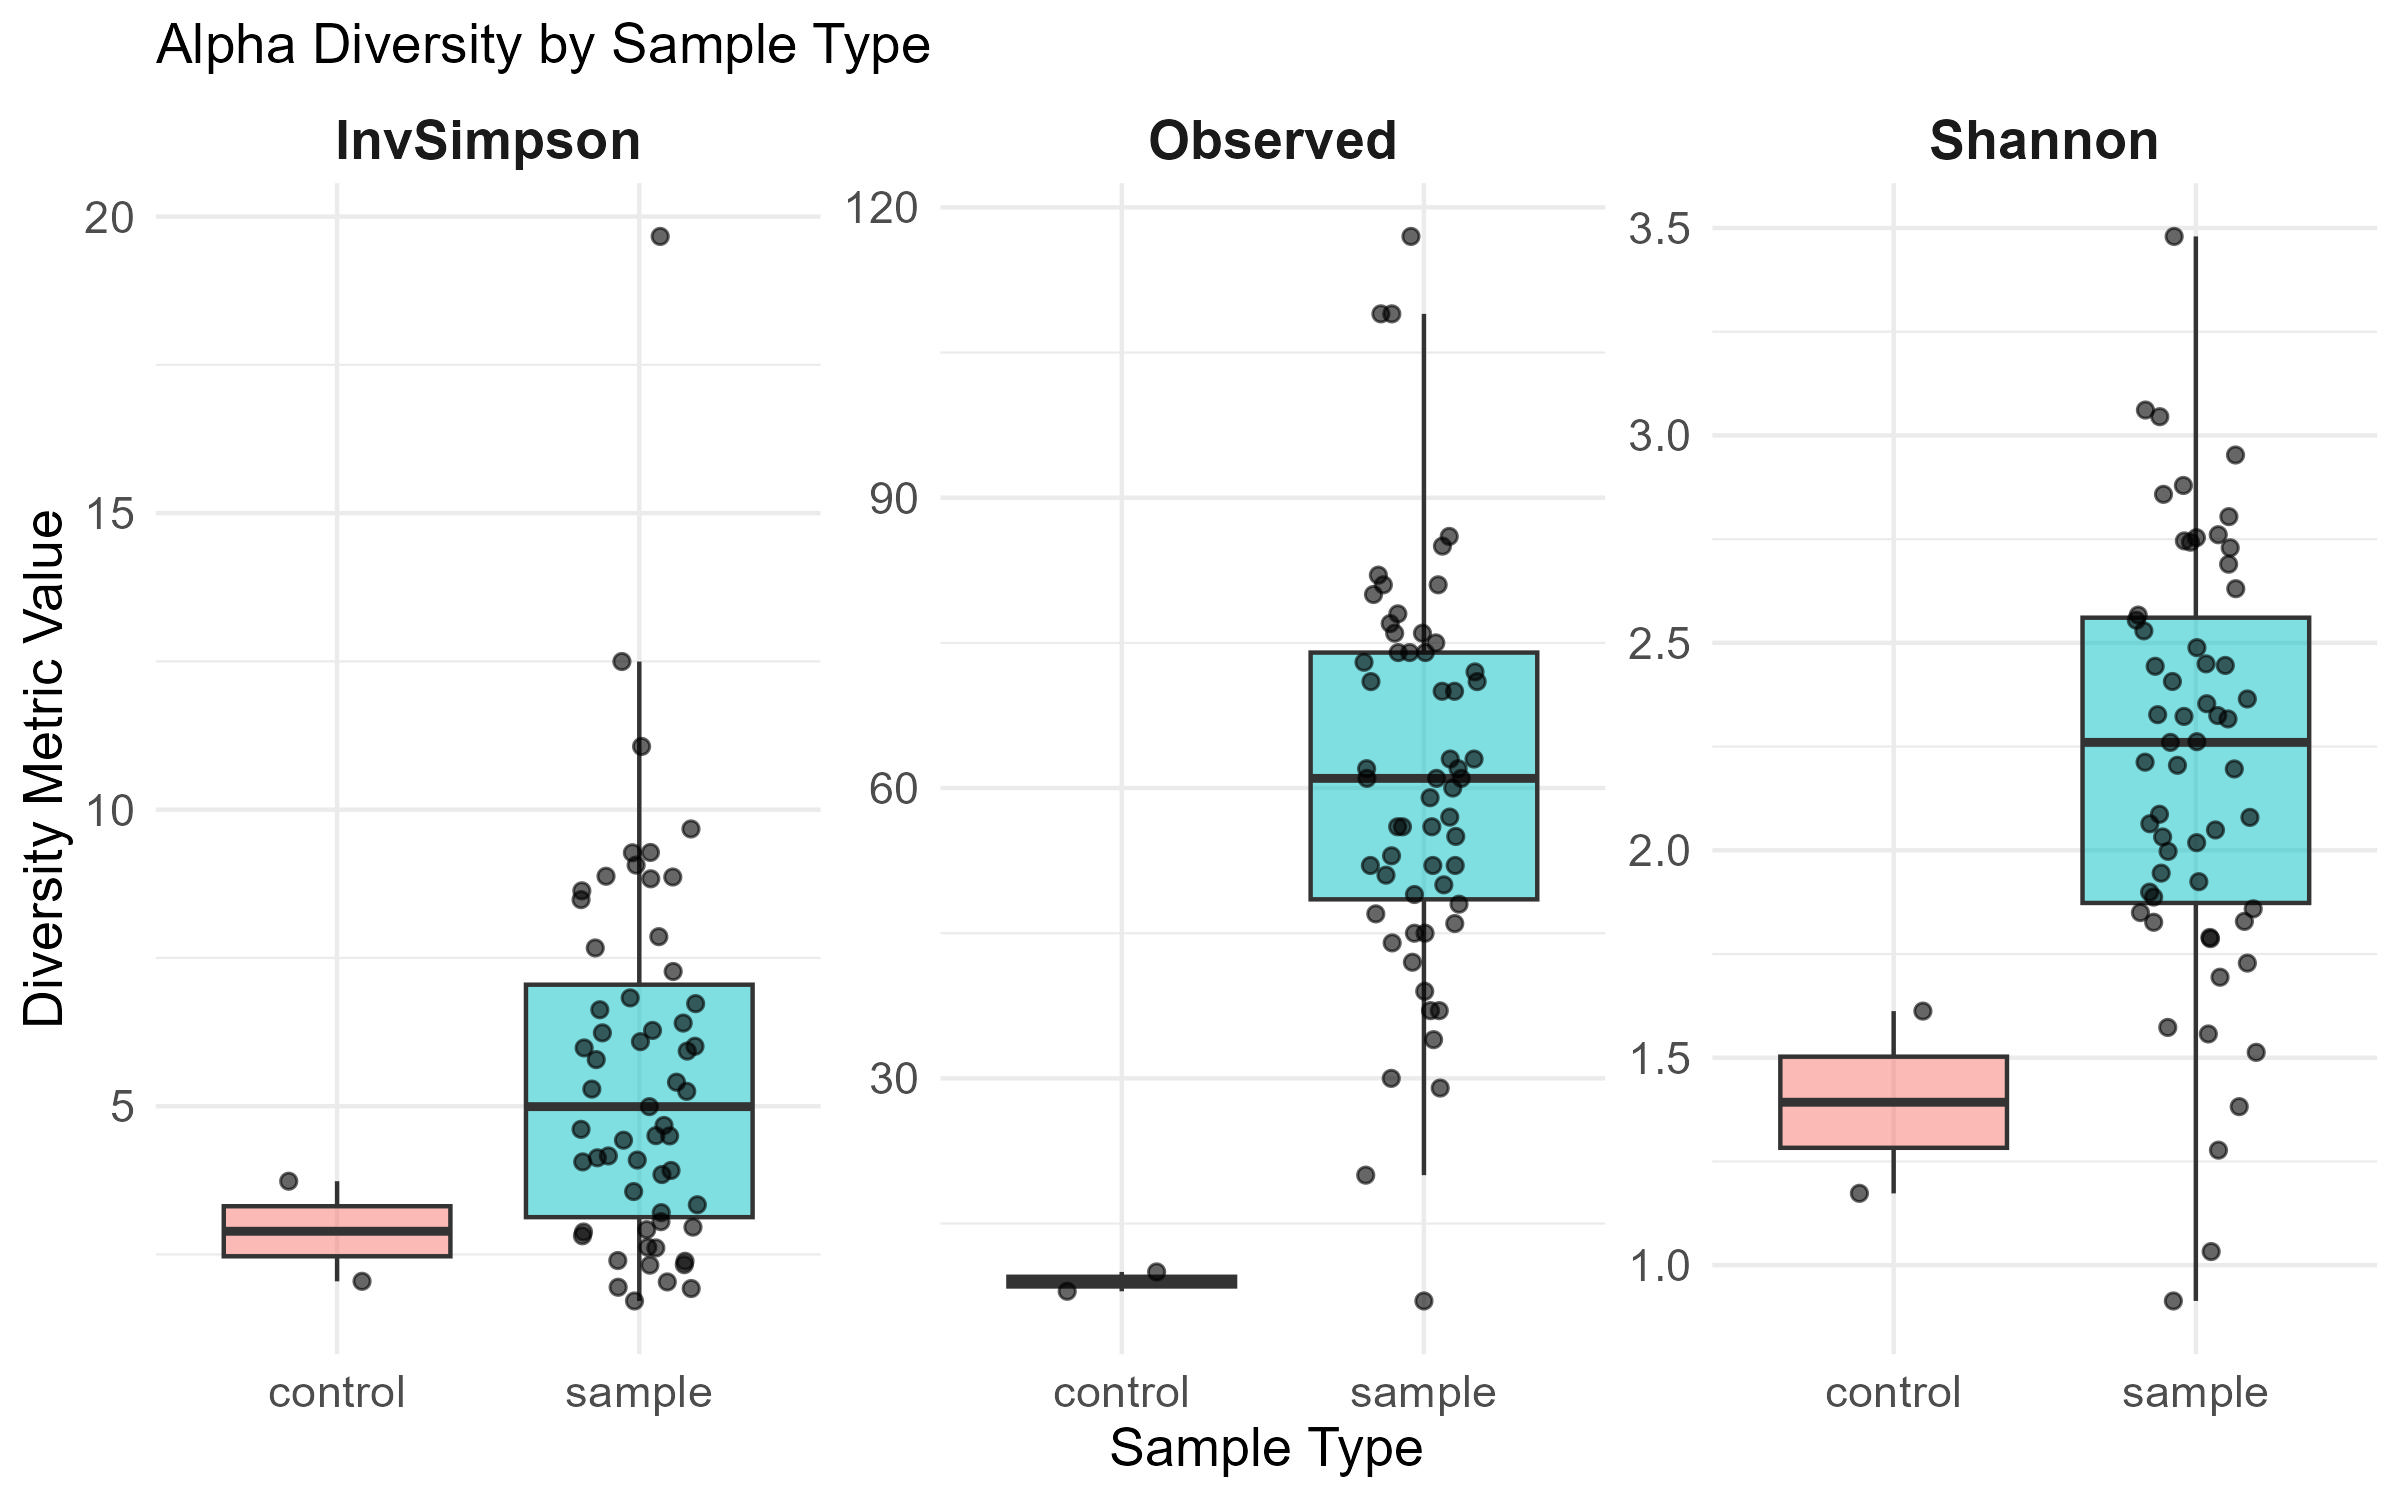 Alpha Diversity by Sample Type
InvSimpson
Observed
Shannon
Diversity Metric Value
20
15
10
5
120
90
60
30
3.5
3.0
2.5
2.0
1.5
1.0
control
sample
control
sample
control
sample
Sample Type